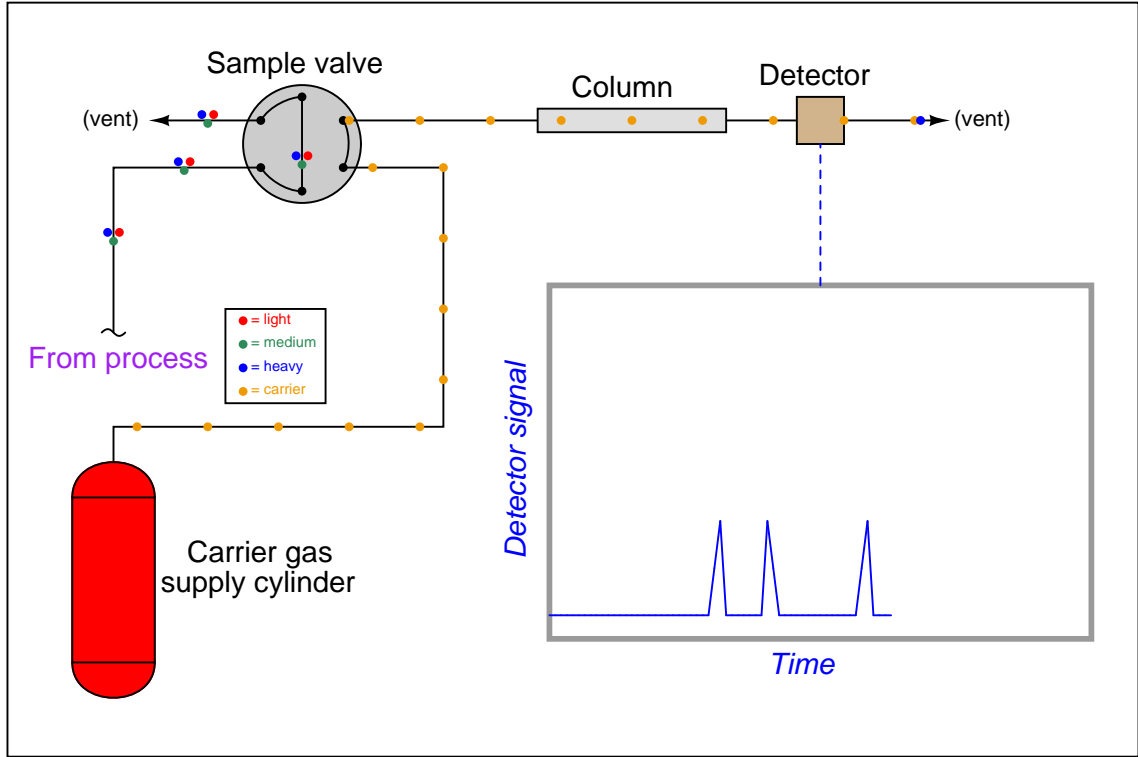 Sample valve
Column
Detector
(vent)
(vent)
= light
= medium
= heavy
= carrier
From process
Detector signal
Carrier gas
supply cylinder
Time